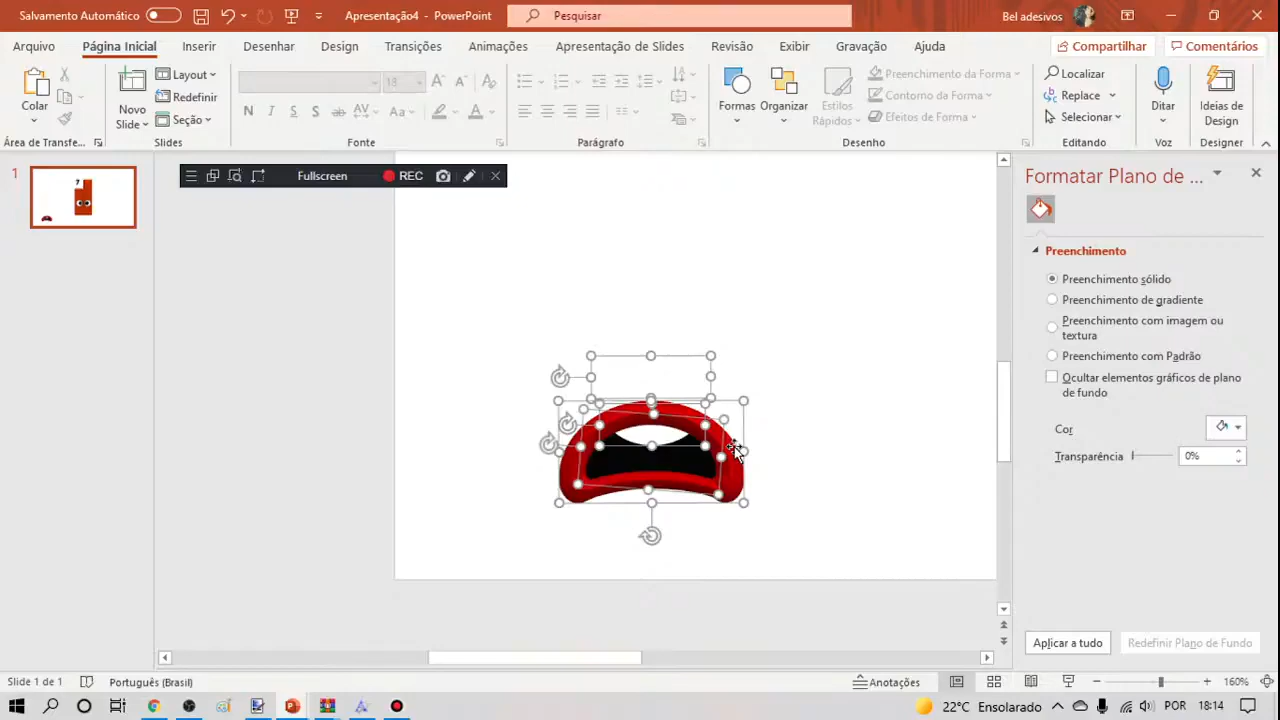 Salvamento Automático
Apresentação4 - PowerPoint
Pesquisar
Bel adesivos
Arquivo Página Inicial Inserir Desenhar Design Transições Animações Apresentação de Slides Revisão Exibir Gravação Ajuda Compartilhar Comentários
Colar
Novo
Slide
Layout
Redefinir
Seção
18
N I S S AV Aa A
Formas
Organizar
Estilos
Rápidos
Preenchimento da Forma
Contorno da Forma
Efeitos de Forma
Localizar
Replace
Selecionar
Ditar
Ideias de
Design
Área de Transfe...
Slides
Fonte
Parágrafo
Desenho
Editando
Voz
Designer
1
Fullscreen
REC
Formatar Plano de ...
Preenchimento
Preenchimento sólido
Preenchimento de gradiente
Preenchimento com imagem ou
textura
Preenchimento com Padrão
Ocultar elementos gráficos de plano
de fundo
Cor
Transparência
0%
Aplicar a tudo
Redefinir Plano de Fundo
Slide 1 de 1
Português (Brasil)
Anotações
160%
22°C Ensolarado
POR
18:14